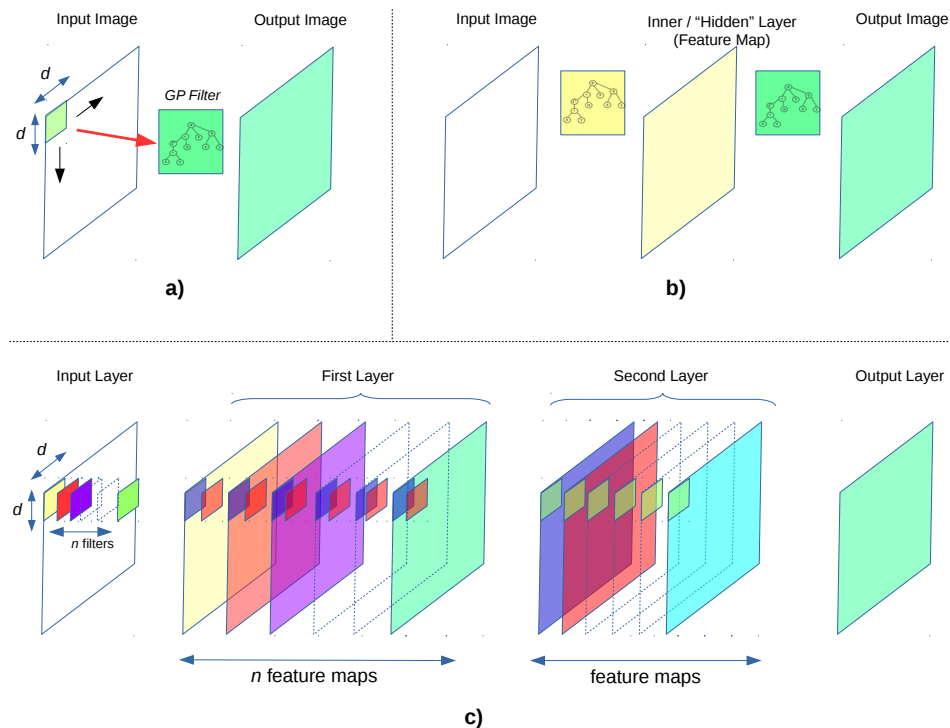 Input Image
Output Image
d
d
GP Filter
a)
Input Image
Inner / “Hidden” Layer
(Feature Map)
Output Image
b)
Input Layer
First Layer
Second Layer
Output Layer
d
d
n filters
n feature maps
feature maps
c)